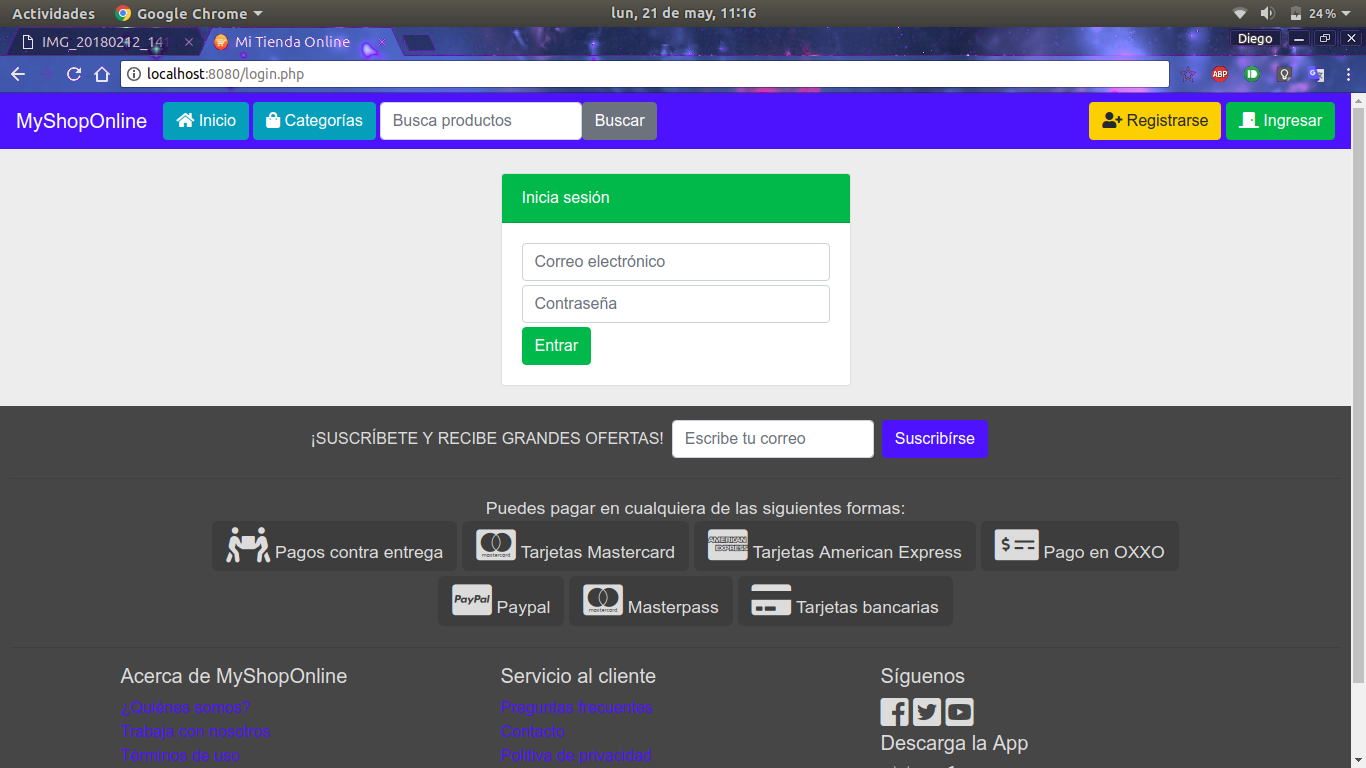 Actividades Google Chrome lun, 21 de may, 11:16 24%
IMG_20180212_141 Mi Tienda Online Diego
localhost:8080/login.php ABP
MyShopOnline Inicio Categorías Busca productos Buscar Registrarse Ingresar
Inicia sesión
Correo electrónico
Contraseña
Entrar
¡SUSCRÍBETE Y RECIBE GRANDES OFERTAS! Escribe tu correo Suscribírse
Puedes pagar en cualquiera de las siguientes formas:
Pagos contra entrega mastercard Tarjetas Mastercard AMERICAN EXPRESS Tarjetas American Express Pago en OXXO
PayPal Paypal mastercard Masterpass Tarjetas bancarias
Acerca de MyShopOnline Servicio al cliente Síguenos
¿Quiénes somos? Preguntas frecuentes
Trabaja con nosotros Contacto
Términos de uso Polítiva de privacidad
Descarga la App